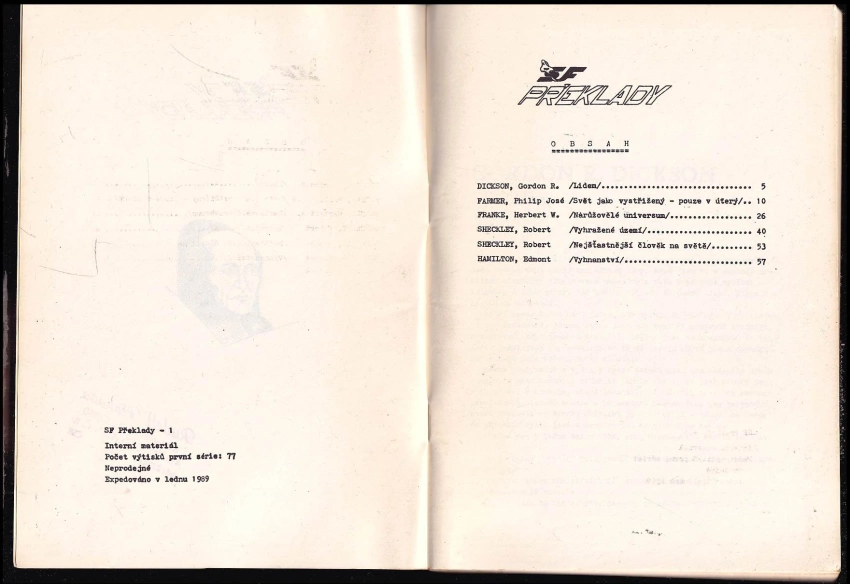 SF Překlady - 1
Interní materiál
Počet výtisků první série: 77
Neprodejné
Expedováno v lednu 1989
SF
PŘEKLADY
O B S A H
DICKSON, Gordon R. /Lidem/................................ 5
FARMER, Philip José /Svět jako vystřižený - pouze v úterý/.. 10
FRANKE, Herbert W. /Nárůžovělé universum/.................. 26
SHECKLEY, Robert /Vyhražené území/....................... 40
SHECKLEY, Robert /Nejšťastnější člověk na světě/......... 53
HAMILTON, Edmont /Vyhnanství/............................ 57